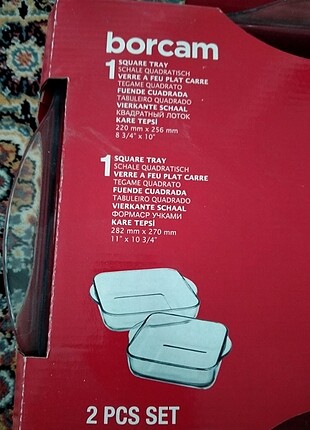 borcam
1 SQUARE TRAY
SCHALE QUADRATISCH
VERRE A FEU PLAT CARRE
TEGAME QUADRATO
FUENDE CUADRADA
TABULEIRO QUADRADO
VIERKANTE SCHAAL
КВАДРАТНЫЙ ЛОТОК
KARE TEPSİ
220 mm x 256 mm
8 3/4" x 10"
1 SQUARE TRAY
SCHALE QUADRATISCH
VERRE A FEU PLAT CARRE
TEGAME QUADRATO
FUENDE CUADRADA
TABULEIRO QUADRADO
VIERKANTE SCHAAL
ФОРМАСР УЧКАМИ
KARE TEPSİ
282 mm x 270 mm
11" x 10 3/4"
2 PCS SET